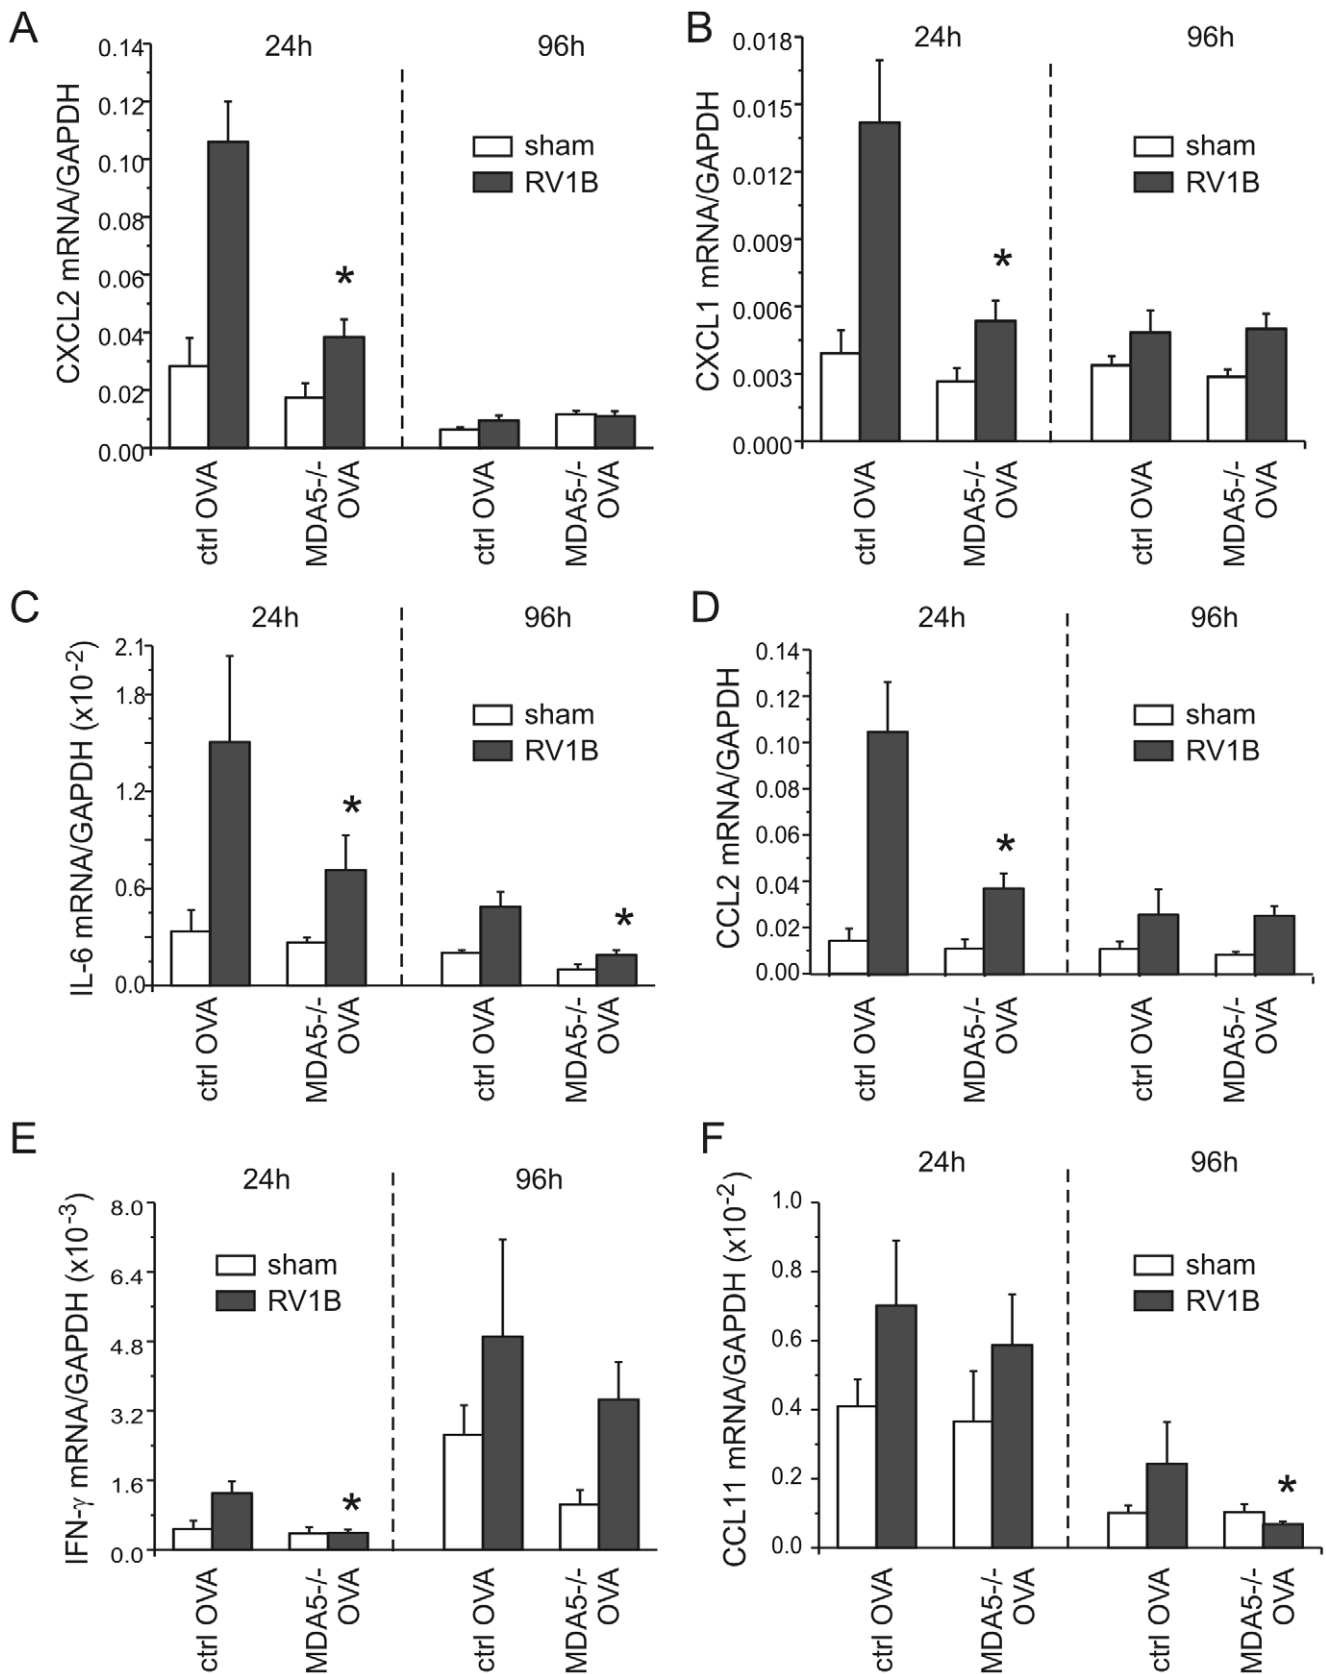 A
24h
96h
CXCL2 mRNA/GAPDH
0.14
0.12
0.10
0.08
0.06
0.04
0.02
0.00
sham
RV1B
*
ctrl OVA
MDA5-/-
OVA
ctrl OVA
MDA5-/-
OVA
B
24h
96h
CXCL1 mRNA/GAPDH
0.018
0.015
0.012
0.009
0.006
0.003
0.000
sham
RV1B
*
ctrl OVA
MDA5-/-
OVA
ctrl OVA
MDA5-/-
OVA
C
24h
96h
IL-6 mRNA/GAPDH (x10-2)
2.1
1.8
1.2
0.6
0.0
sham
RV1B
*
*
ctrl OVA
MDA5-/-
OVA
ctrl OVA
MDA5-/-
OVA
D
24h
96h
CCL2 mRNA/GAPDH
0.14
0.12
0.10
0.08
0.06
0.04
0.02
0.00
sham
RV1B
*
ctrl OVA
MDA5-/-
OVA
ctrl OVA
MDA5-/-
OVA
E
24h
96h
IFN-γ mRNA/GAPDH (x10-3)
8.0
6.4
4.8
3.2
1.6
0.0
sham
RV1B
*
ctrl OVA
MDA5-/-
OVA
ctrl OVA
MDA5-/-
OVA
F
24h
96h
CCL11 mRNA/GAPDH (x10-2)
1.0
0.8
0.6
0.4
0.2
0.0
sham
RV1B
*
ctrl OVA
MDA5-/-
OVA
ctrl OVA
MDA5-/-
OVA